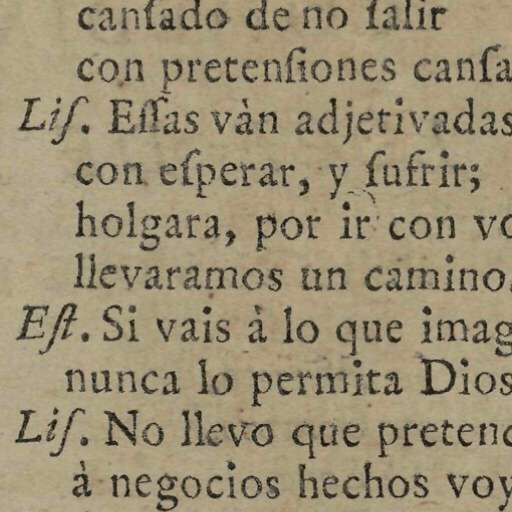 canſado de no ſalir
con pretenſiones canſa
Liſ. Eſſas vàn adjetivadas
con eſperar, y ſufrir;
holgara, por ir con vo
llevaramos un camino.
Eſt. Si vais à lo que imag
nunca lo permita Dios
Liſ. No llevo que pretenc
à negocios hechos voy